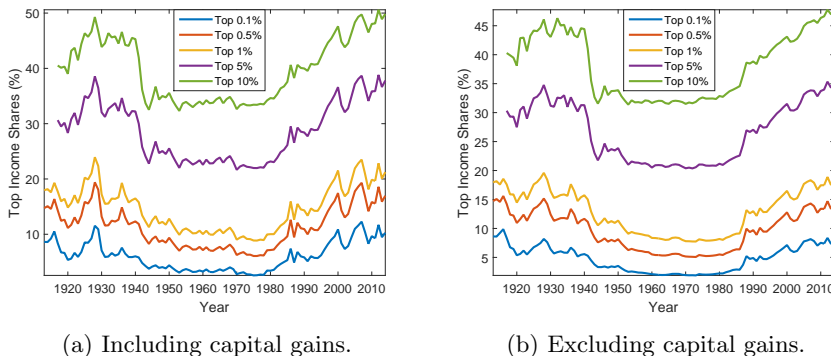 Top 0.1%
Top 0.5%
Top 1%
Top 5%
Top 10%
50
40
30
20
10
Top Income Shares (%)
1920 1930 1940 1950 1960 1970 1980 1990 2000 2010
Year
(a) Including capital gains.
Top 0.1%
Top 0.5%
Top 1%
Top 5%
Top 10%
45
40
35
30
25
20
15
10
5
Top Income Shares (%)
1920 1930 1940 1950 1960 1970 1980 1990 2000 2010
Year
(b) Excluding capital gains.